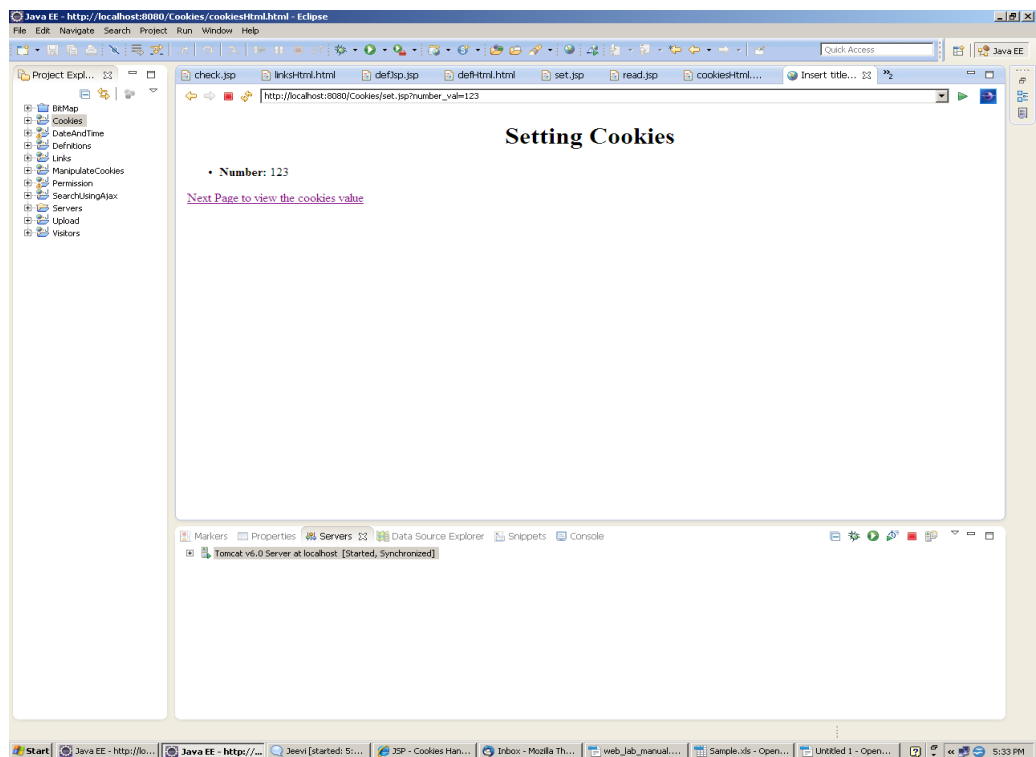 Java EE - http://localhost:8080/Cookies/cookiesHtml.html - Eclipse
File Edit Navigate Search Project Run Window Help
Quick Access
Java EE
Project Expl...
check.jsp
linksHtml.html
defJsp.jsp
defHtml.html
set.jsp
read.jsp
cookiesHtml....
Insert title...
»2
http://localhost:8080/Cookies/set.jsp?number_val=123
BitMap
Cookies
DateAndTime
Defnitions
Links
ManipulateCookies
Permission
SearchUsingAjax
Servers
Upload
Visitors
Setting Cookies
• Number: 123
Next Page to view the cookies value
Markers
Properties
Servers
Data Source Explorer
Snippets
Console
Tomcat v6.0 Server at localhost [Started, Synchronized]
Start
Java EE - http://lo...
Java EE - http://...
Jeevi [started: 5:...
JSP - Cookies Han...
Inbox - Mozilla Th...
web_lab_manual....
Sample.xls - Open...
Untitled 1 - Open...
5:33 PM